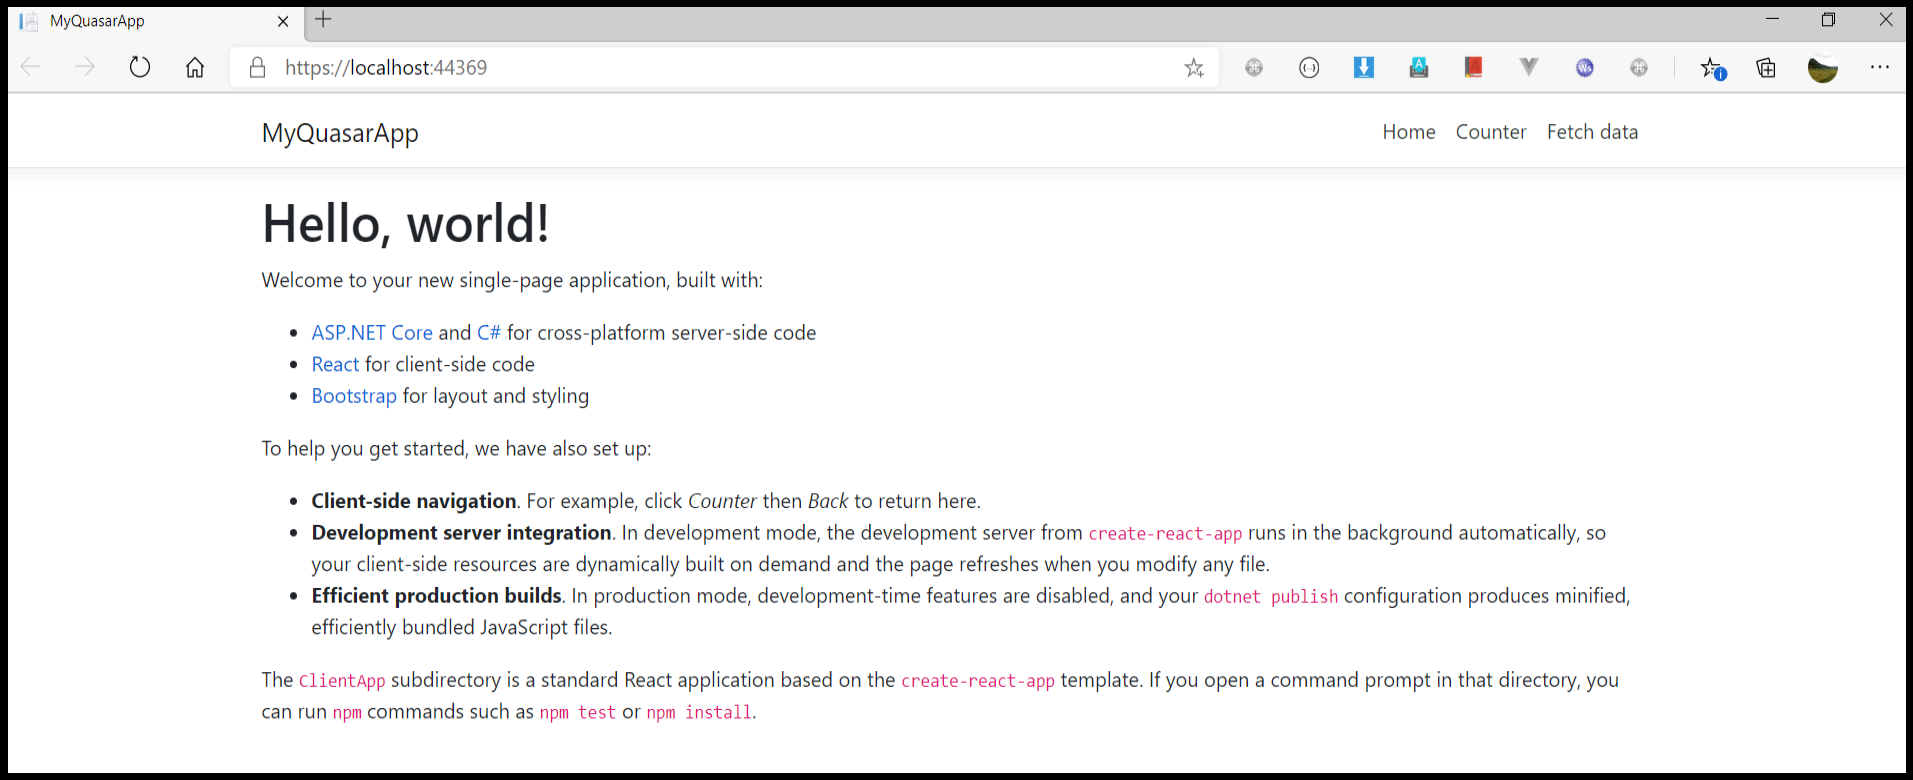 MyQuasarApp
https://localhost:44369
MyQuasarApp
Home Counter Fetch data
Hello, world!
Welcome to your new single-page application, built with:
ASP.NET Core and C# for cross-platform server-side code
React for client-side code
Bootstrap for layout and styling
To help you get started, we have also set up:
Client-side navigation. For example, click Counter then Back to return here.
Development server integration. In development mode, the development server from create-react-app runs in the background automatically, so
your client-side resources are dynamically built on demand and the page refreshes when you modify any file.
Efficient production builds. In production mode, development-time features are disabled, and your dotnet publish configuration produces minified,
efficiently bundled JavaScript files.
The ClientApp subdirectory is a standard React application based on the create-react-app template. If you open a command prompt in that directory, you
can run npm commands such as npm test or npm install.